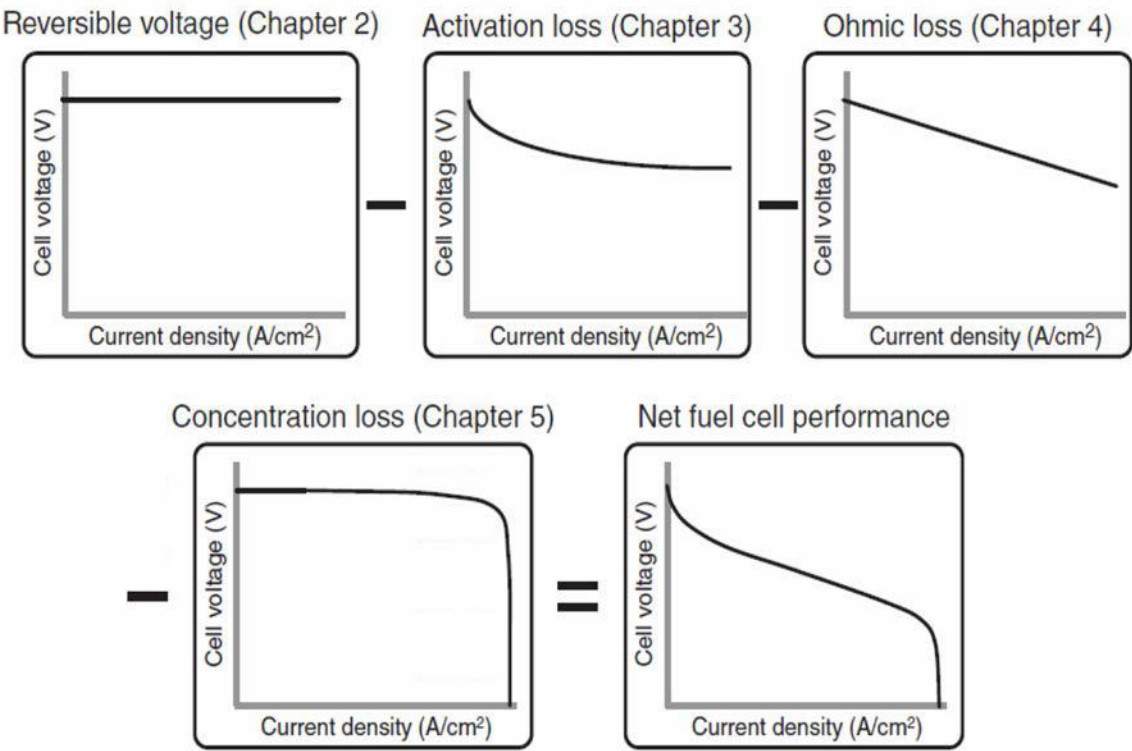 Reversible voltage (Chapter 2)
Activation loss (Chapter 3)
Ohmic loss (Chapter 4)
Cell voltage (V)
Current density (A/cm²)
Cell voltage (V)
Current density (A/cm²)
Cell voltage (V)
Current density (A/cm²)
Concentration loss (Chapter 5)
Net fuel cell performance
Cell voltage (V)
Current density (A/cm²)
Cell voltage (V)
Current density (A/cm²)